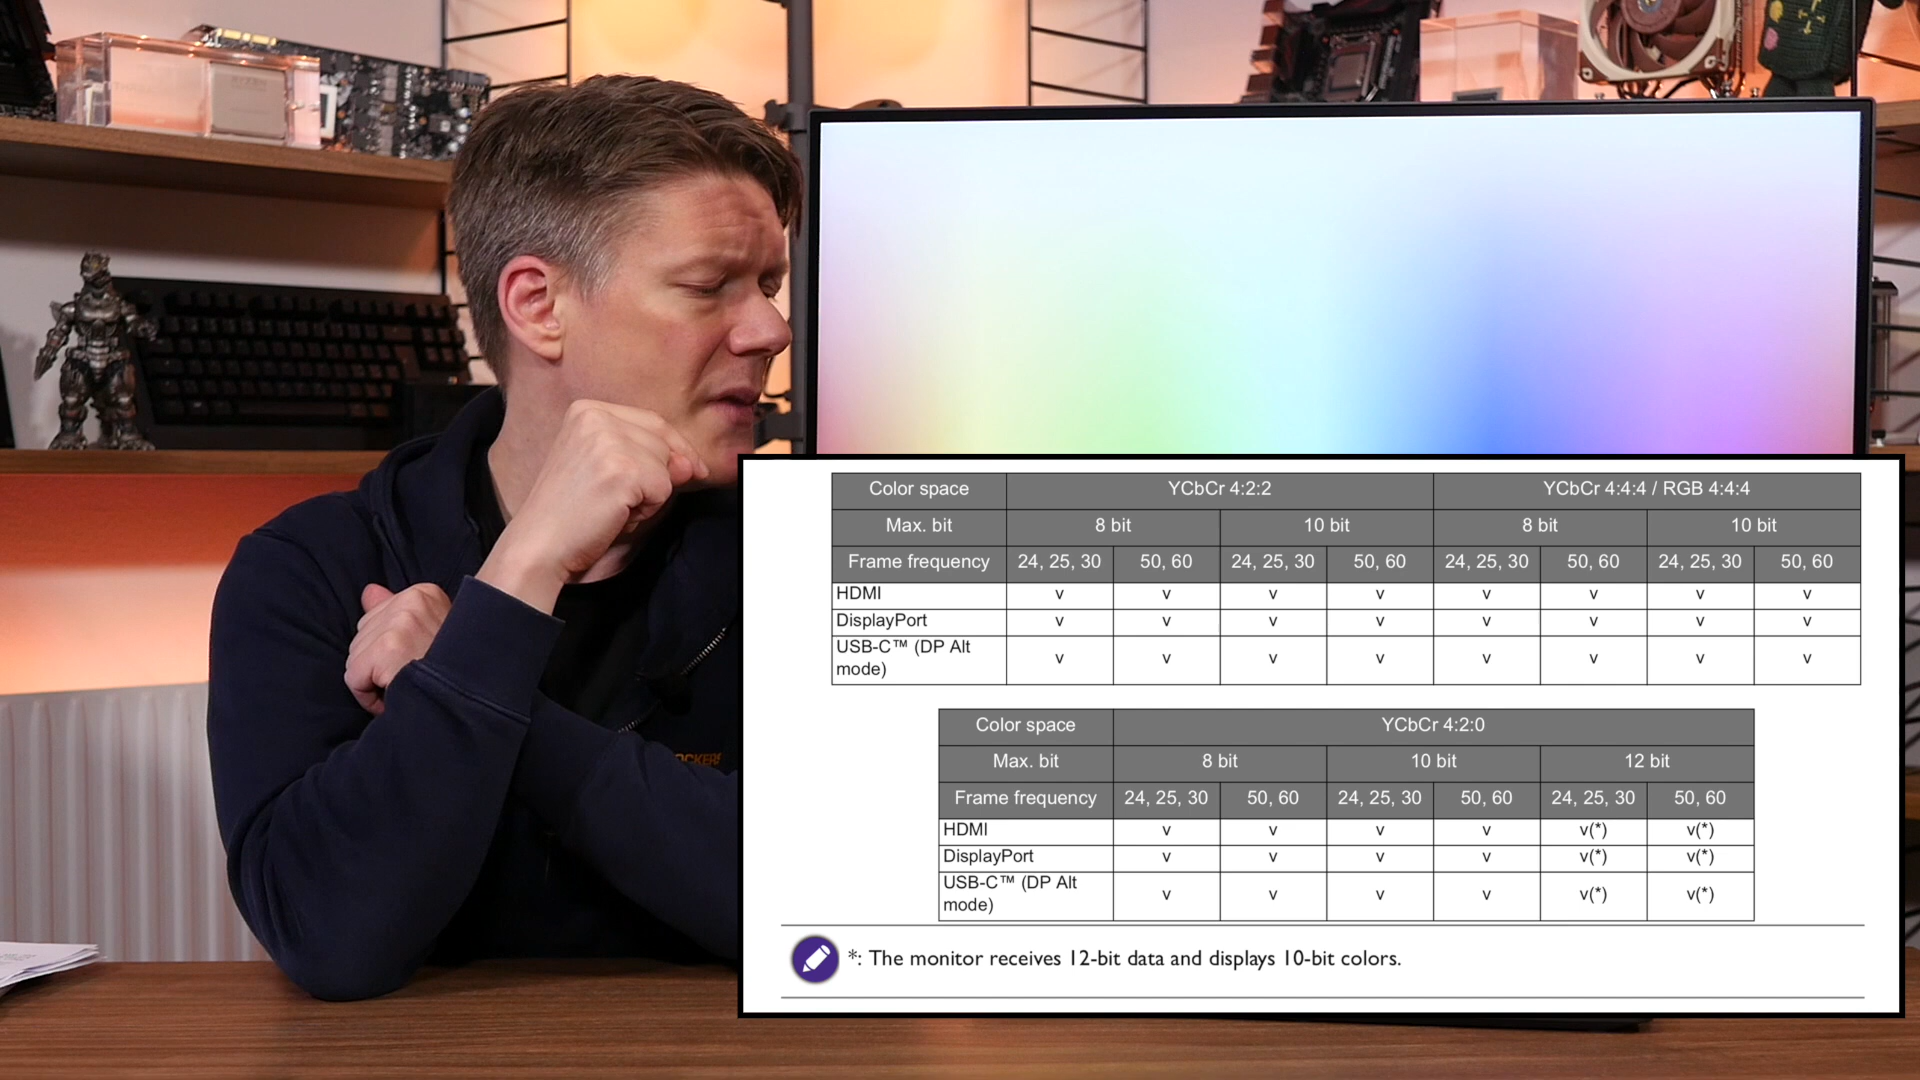 Color space YCbCr 4:2:2 YCbCr 4:4:4 / RGB 4:4:4
Max. bit 8 bit 10 bit 8 bit 10 bit
Frame frequency 24, 25, 30 50, 60 24, 25, 30 50, 60 24, 25, 30 50, 60 24, 25, 30 50, 60
HDMI v v v v v v v v
DisplayPort v v v v v v v v
USB-C™ (DP Alt
mode) v v v v v v v v
Color space YCbCr 4:2:0
Max. bit 8 bit 10 bit 12 bit
Frame frequency 24, 25, 30 50, 60 24, 25, 30 50, 60 24, 25, 30 50, 60
HDMI v v v v v(*) v(*)
DisplayPort v v v v v(*) v(*)
USB-C™ (DP Alt
mode) v v v v v(*) v(*)
*: The monitor receives 12-bit data and displays 10-bit colors.